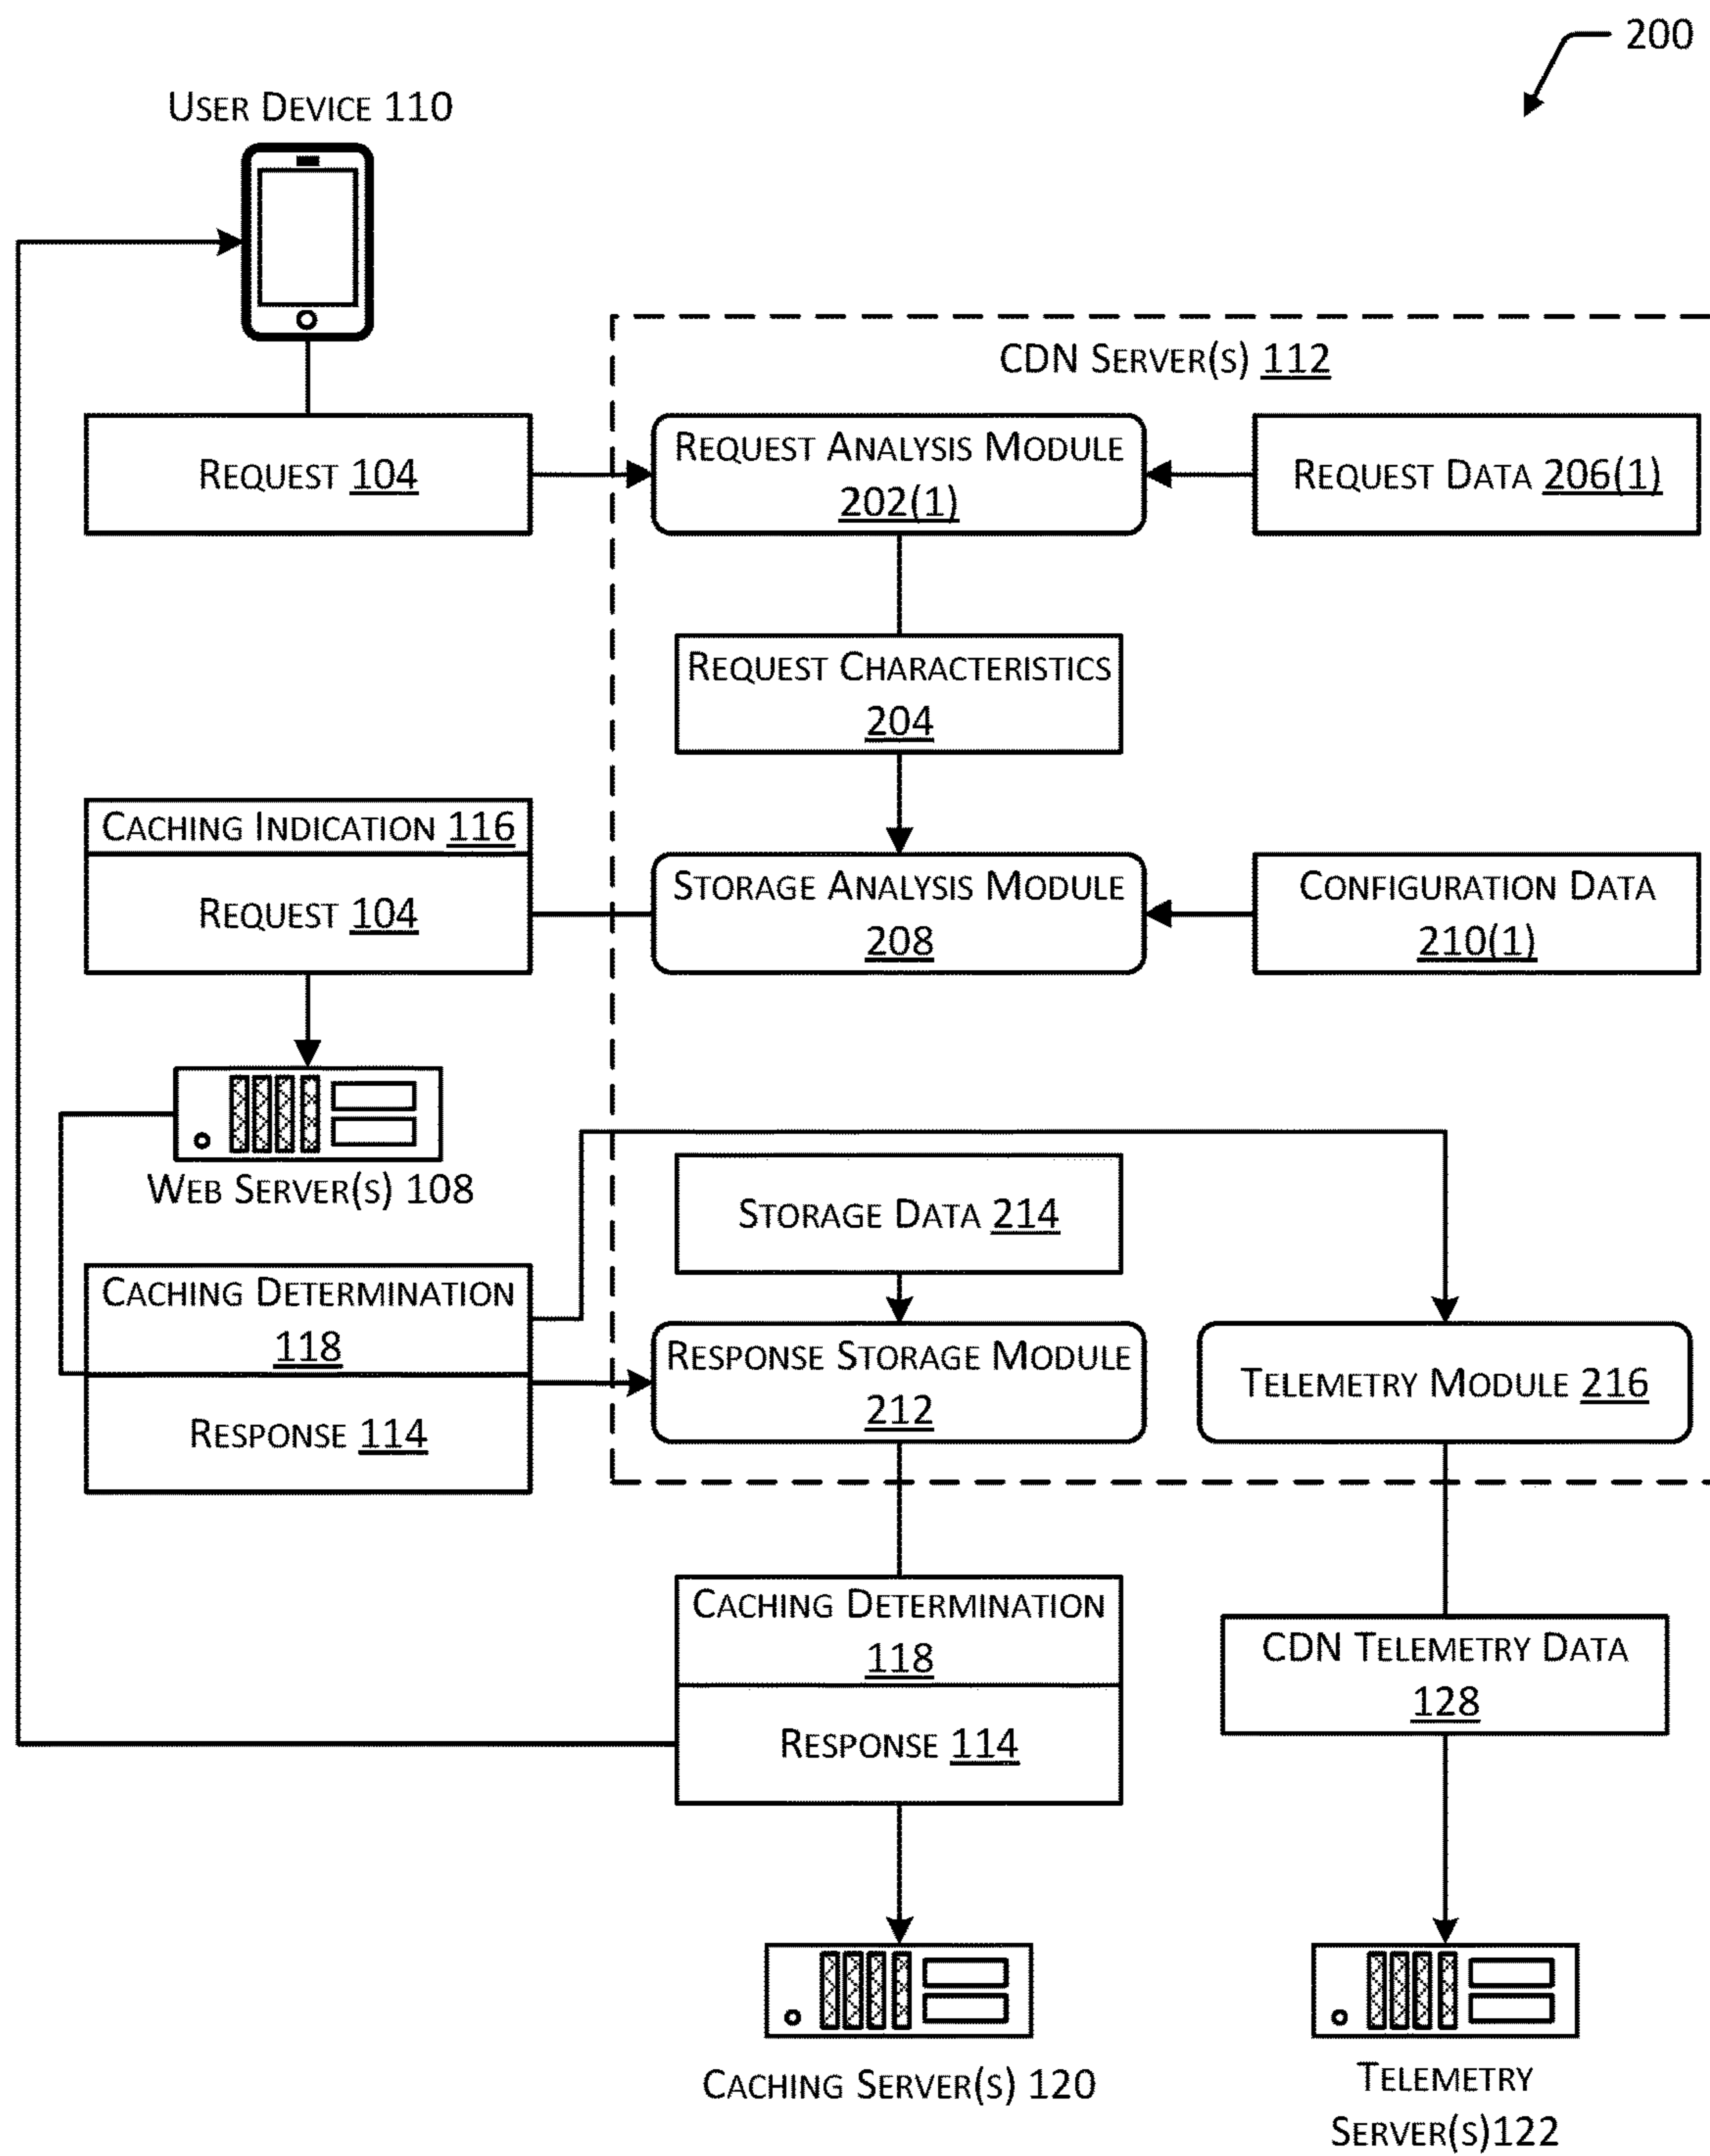 200
USER DEVICE 110
CDN SERVER(S) 112
REQUEST 104
REQUEST ANALYSIS MODULE
202(1)
REQUEST DATA 206(1)
REQUEST CHARACTERISTICS
204
CACHING INDICATION 116
REQUEST 104
STORAGE ANALYSIS MODULE
208
CONFIGURATION DATA
210(1)
WEB SERVER(S) 108
STORAGE DATA 214
CACHING DETERMINATION
118
RESPONSE 114
RESPONSE STORAGE MODULE
212
TELEMETRY MODULE 216
CACHING DETERMINATION
118
RESPONSE 114
CDN TELEMETRY DATA
128
CACHING SERVER(S) 120
TELEMETRY
SERVER(S)122